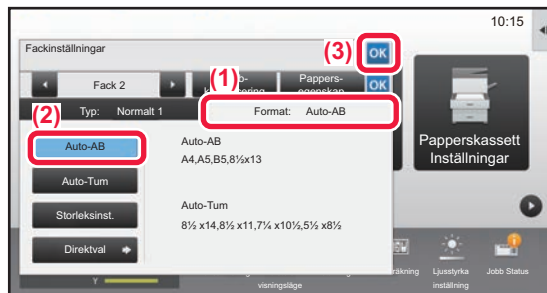 10:15
Fackinställningar
(3)
OK
Fack 2
(1)
Pappers-
egenskap
OK
(2)
Typ: Normalt 1
Format: Auto-AB
Auto-AB
Auto-AB
A4,A5,B5,8½x13
Papperskassett
Inställningar
Auto-Tum
Storleksinst.
Auto-Tum
8½ x14,8½ x11,7¼ x10½,5½ x8½
Direktval
Y
visningsläge
Ljusstyrka
inställning
Jobb Status